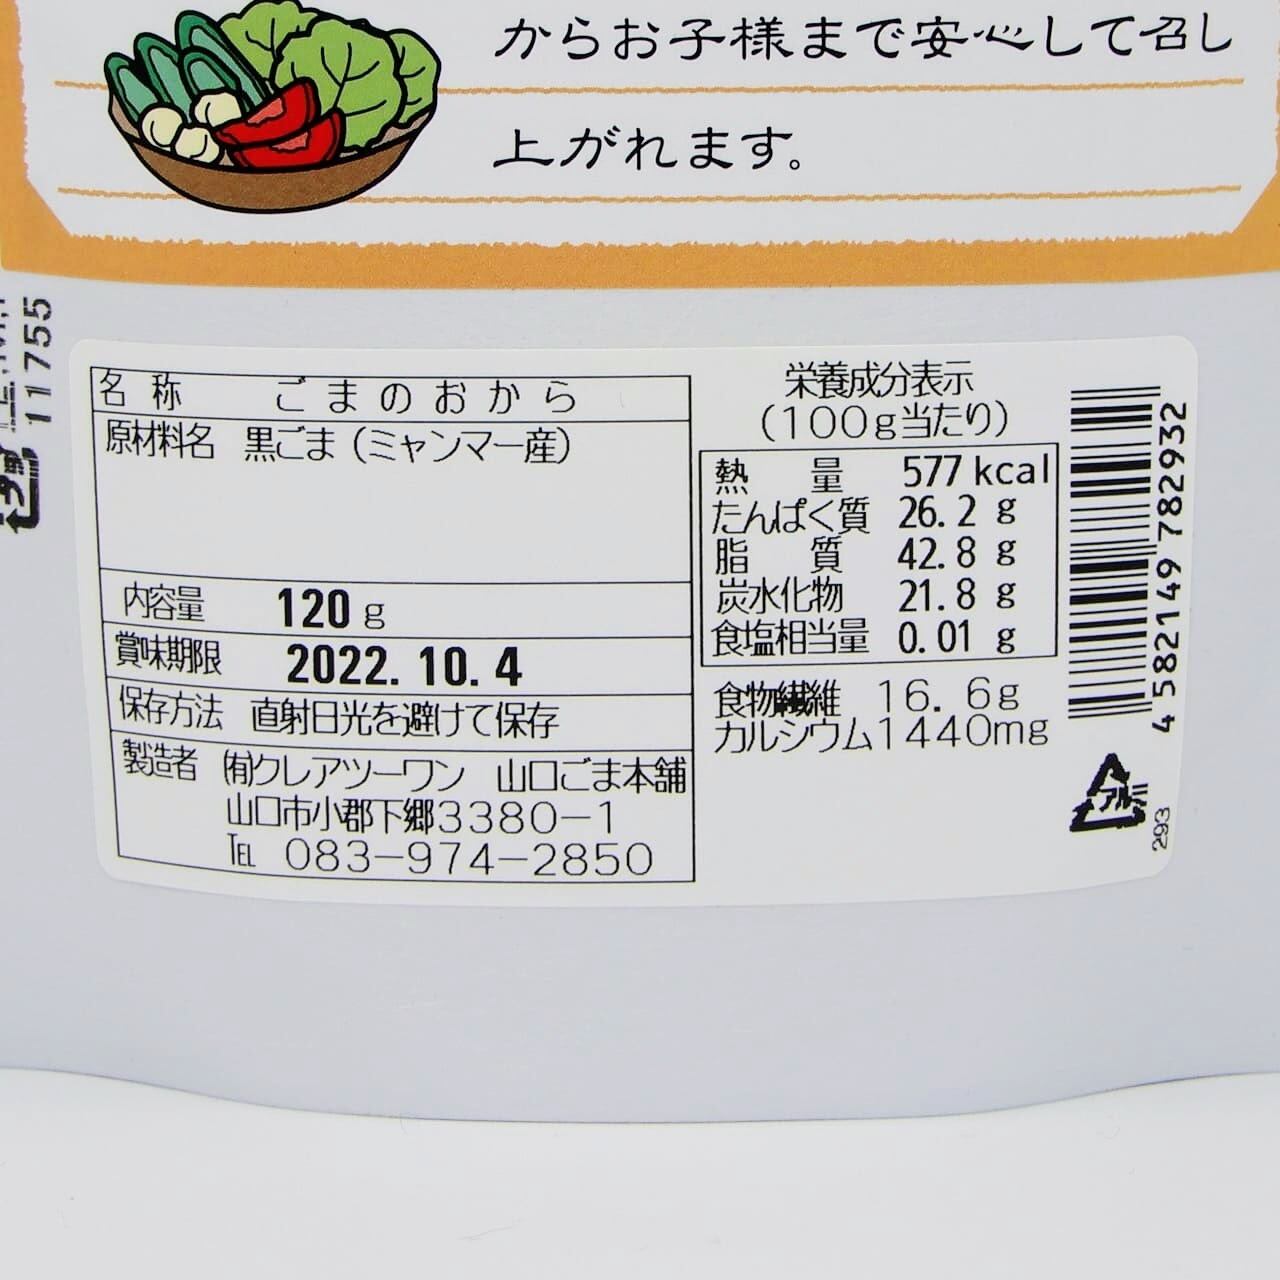 からお子様まで安心して召し
上がれます。
11755
名 称 ごまのおから
原材料名 黒ごま(ミャンマー産)
内容量 120g
賞味期限 2022.10.4
保存方法 直射日光を避けて保存
製造者 ㈲クレアツーワン 山口ごま本舗
山口市小郡下郷3380-1
℡ 083-974-2850
栄養成分表示
(100g当たり)
熱 量 577kcal
たんぱく質 26.2g
脂 質 42.8g
炭水化物 21.8g
食塩相当量 0.01g
食物繊維 16.6g
カルシウム1440mg
4 582149 782932
アルミ
293